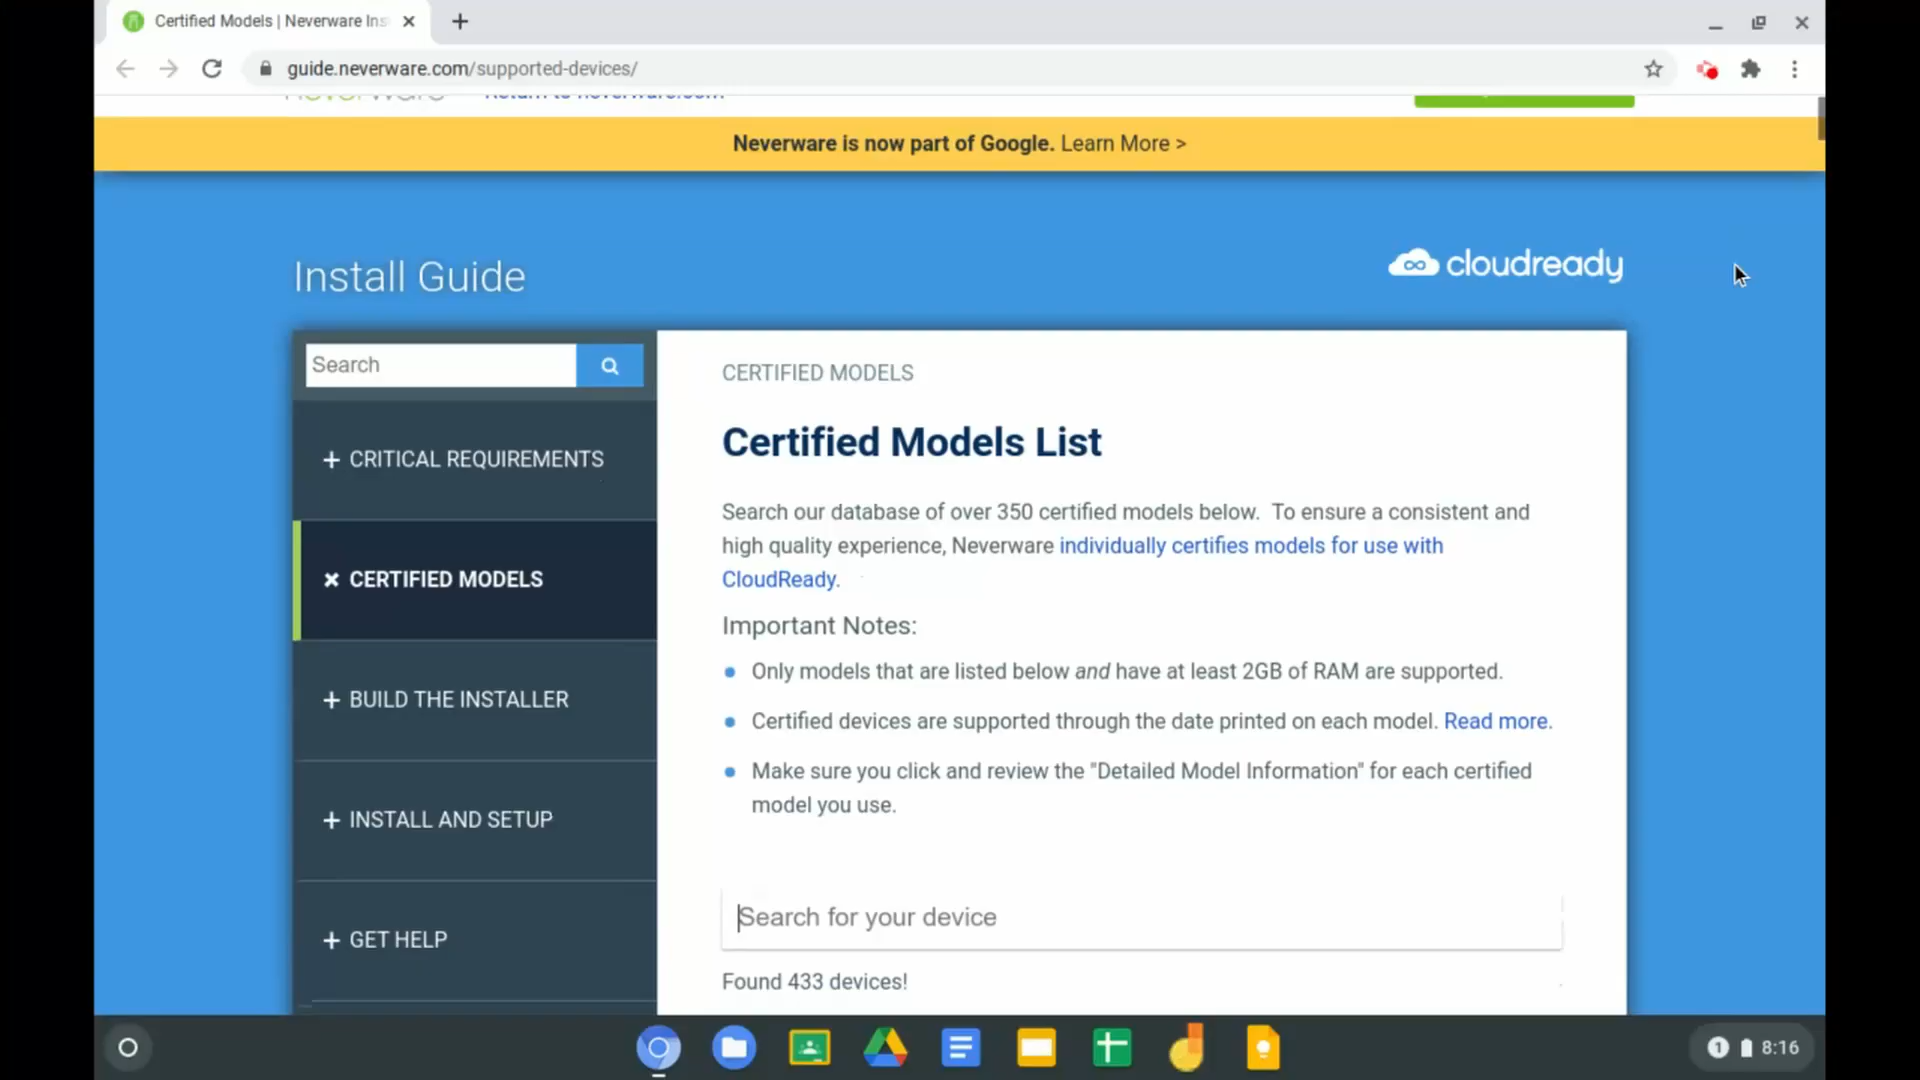 Certified Models | Neverware Ins
guide.neverware.com/supported-devices/
neverware Return to neverware.com
Neverware is now part of Google. Learn More >
Install Guide
cloudready
Search
+ CRITICAL REQUIREMENTS
× CERTIFIED MODELS
+ BUILD THE INSTALLER
+ INSTALL AND SETUP
+ GET HELP
CERTIFIED MODELS
Certified Models List
Search our database of over 350 certified models below. To ensure a consistent and
high quality experience, Neverware individually certifies models for use with
CloudReady.
Important Notes:
Only models that are listed below and have at least 2GB of RAM are supported.
Certified devices are supported through the date printed on each model. Read more.
Make sure you click and review the "Detailed Model Information" for each certified
model you use.
Search for your device
Found 433 devices!
1 8:16